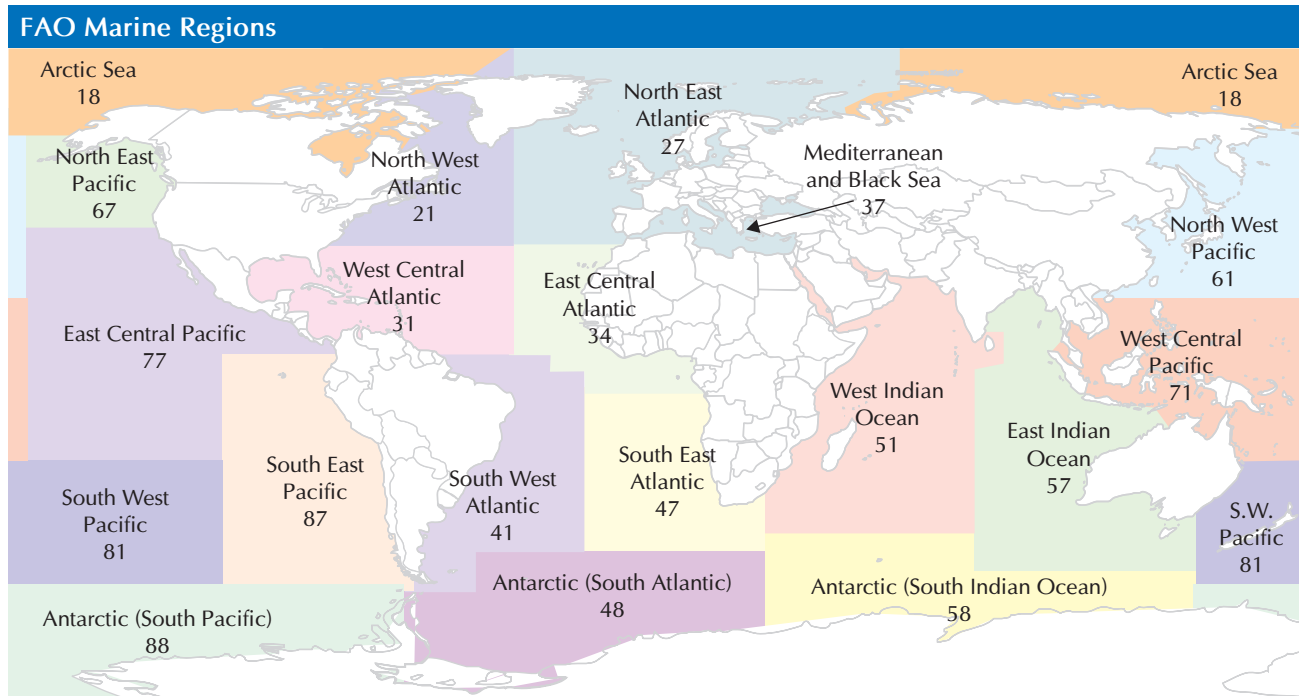 FAO Marine Regions
Arctic Sea
18
Arctic Sea
18
North East
Atlantic
27
North East
Pacific
67
North West
Atlantic
21
Mediterranean
and Black Sea
37
North West
Pacific
61
West Central
Atlantic
31
East Central
Atlantic
34
East Central Pacific
77
West Central
Pacific
71
West Indian
Ocean
51
East Indian
Ocean
57
South West
Pacific
81
South East
Pacific
87
South West
Atlantic
41
South East
Atlantic
47
S.W.
Pacific
81
Antarctic (South Pacific)
88
Antarctic (South Atlantic)
48
Antarctic (South Indian Ocean)
58